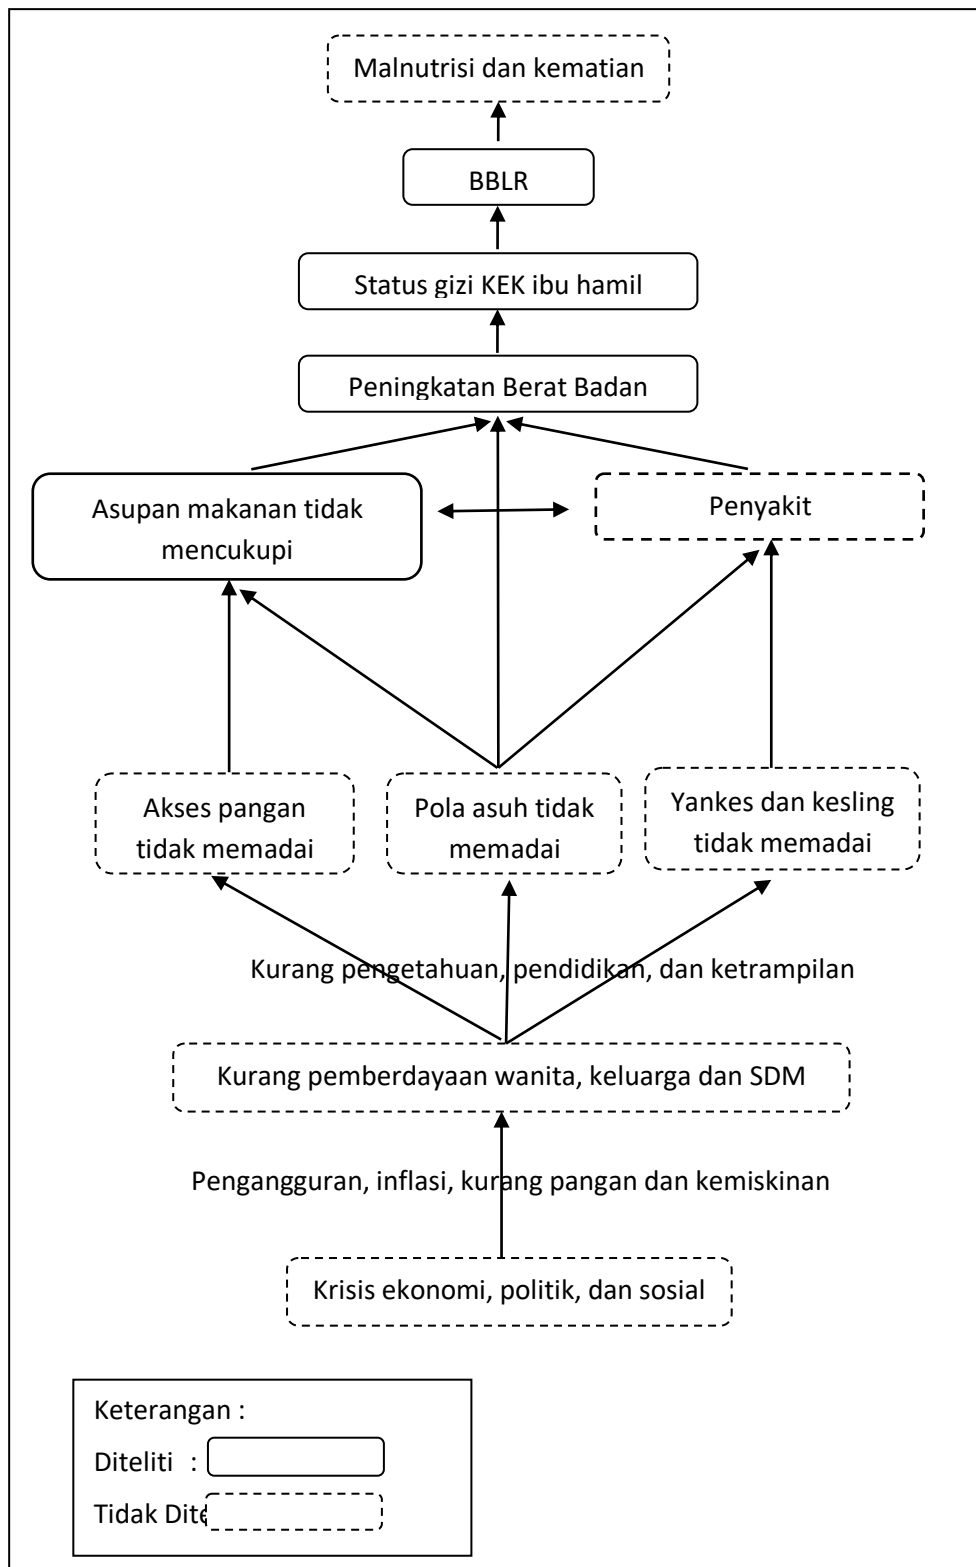 Malnutrisi dan kematian
BBLR
Status gizi KEK ibu hamil
Peningkatan Berat Badan
Asupan makanan tidak
mencukupi
Penyakit
Akses pangan
tidak memadai
Pola asuh tidak
memadai
Yankes dan kesling
tidak memadai
Kurang pengetahuan, pendidikan, dan ketrampilan
Kurang pemberdayaan wanita, keluarga dan SDM
Pengangguran, inflasi, kurang pangan dan kemiskinan
Krisis ekonomi, politik, dan sosial
Keterangan :
Diteliti :
Tidak Dite